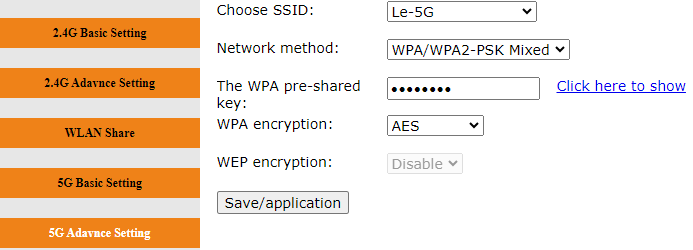 2.4G Basic Setting
2.4G Adavnce Setting
WLAN Share
5G Basic Setting
5G Adavnce Setting
Choose SSID: Le-5G
Network method: WPA/WPA2-PSK Mixed
The WPA pre-shared
key: •••••••• Click here to show
WPA encryption: AES
WEP encryption: Disable
Save/application